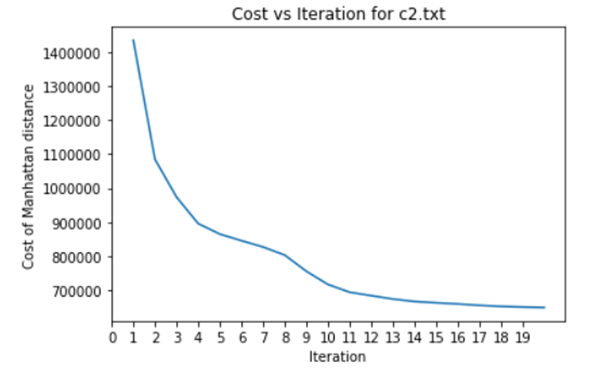 Cost vs Iteration for c2.txt
1400000
1300000
1200000
1100000
1000000
900000
800000
700000
Cost of Manhattan distance
0 1 2 3 4 5 6 7 8 9 10 11 12 13 14 15 16 17 18 19
Iteration